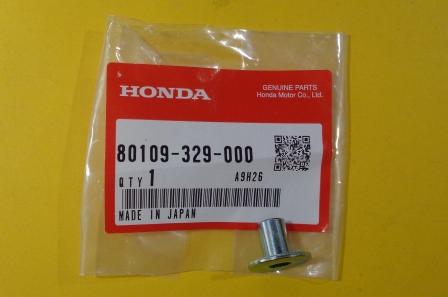 HONDA
GENUINE PARTS
Honda Motor Co., Ltd.
80109-329-000
QTY 1
A9H26
MADE IN JAPAN